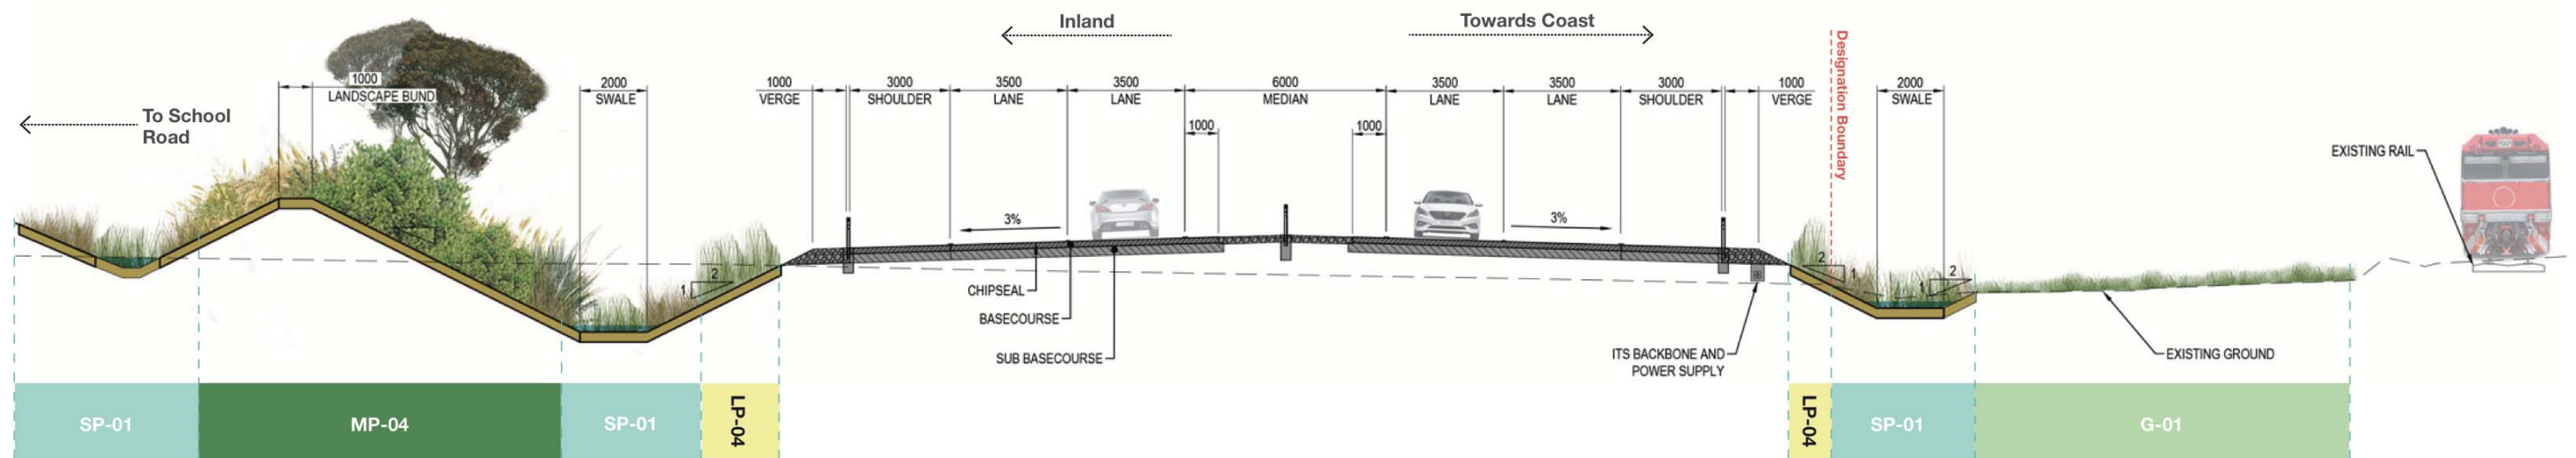 Inland
Towards Coast
To School
Road
Designation Boundary
1000
LANDSCAPE BUND
2000
SWALE
1000
VERGE
3000
SHOULDER
3500
LANE
3500
LANE
6000
MEDIAN
3500
LANE
3500
LANE
3000
SHOULDER
1000
VERGE
2000
SWALE
1000
1000
3%
3%
2
2
1
2
1
2
1
CHIPSEAL
BASECOURSE
SUB BASECOURSE
ITS BACKBONE AND
POWER SUPPLY
EXISTING RAIL
EXISTING GROUND
SP-01
MP-04
SP-01
LP-04
LP-04
SP-01
G-01